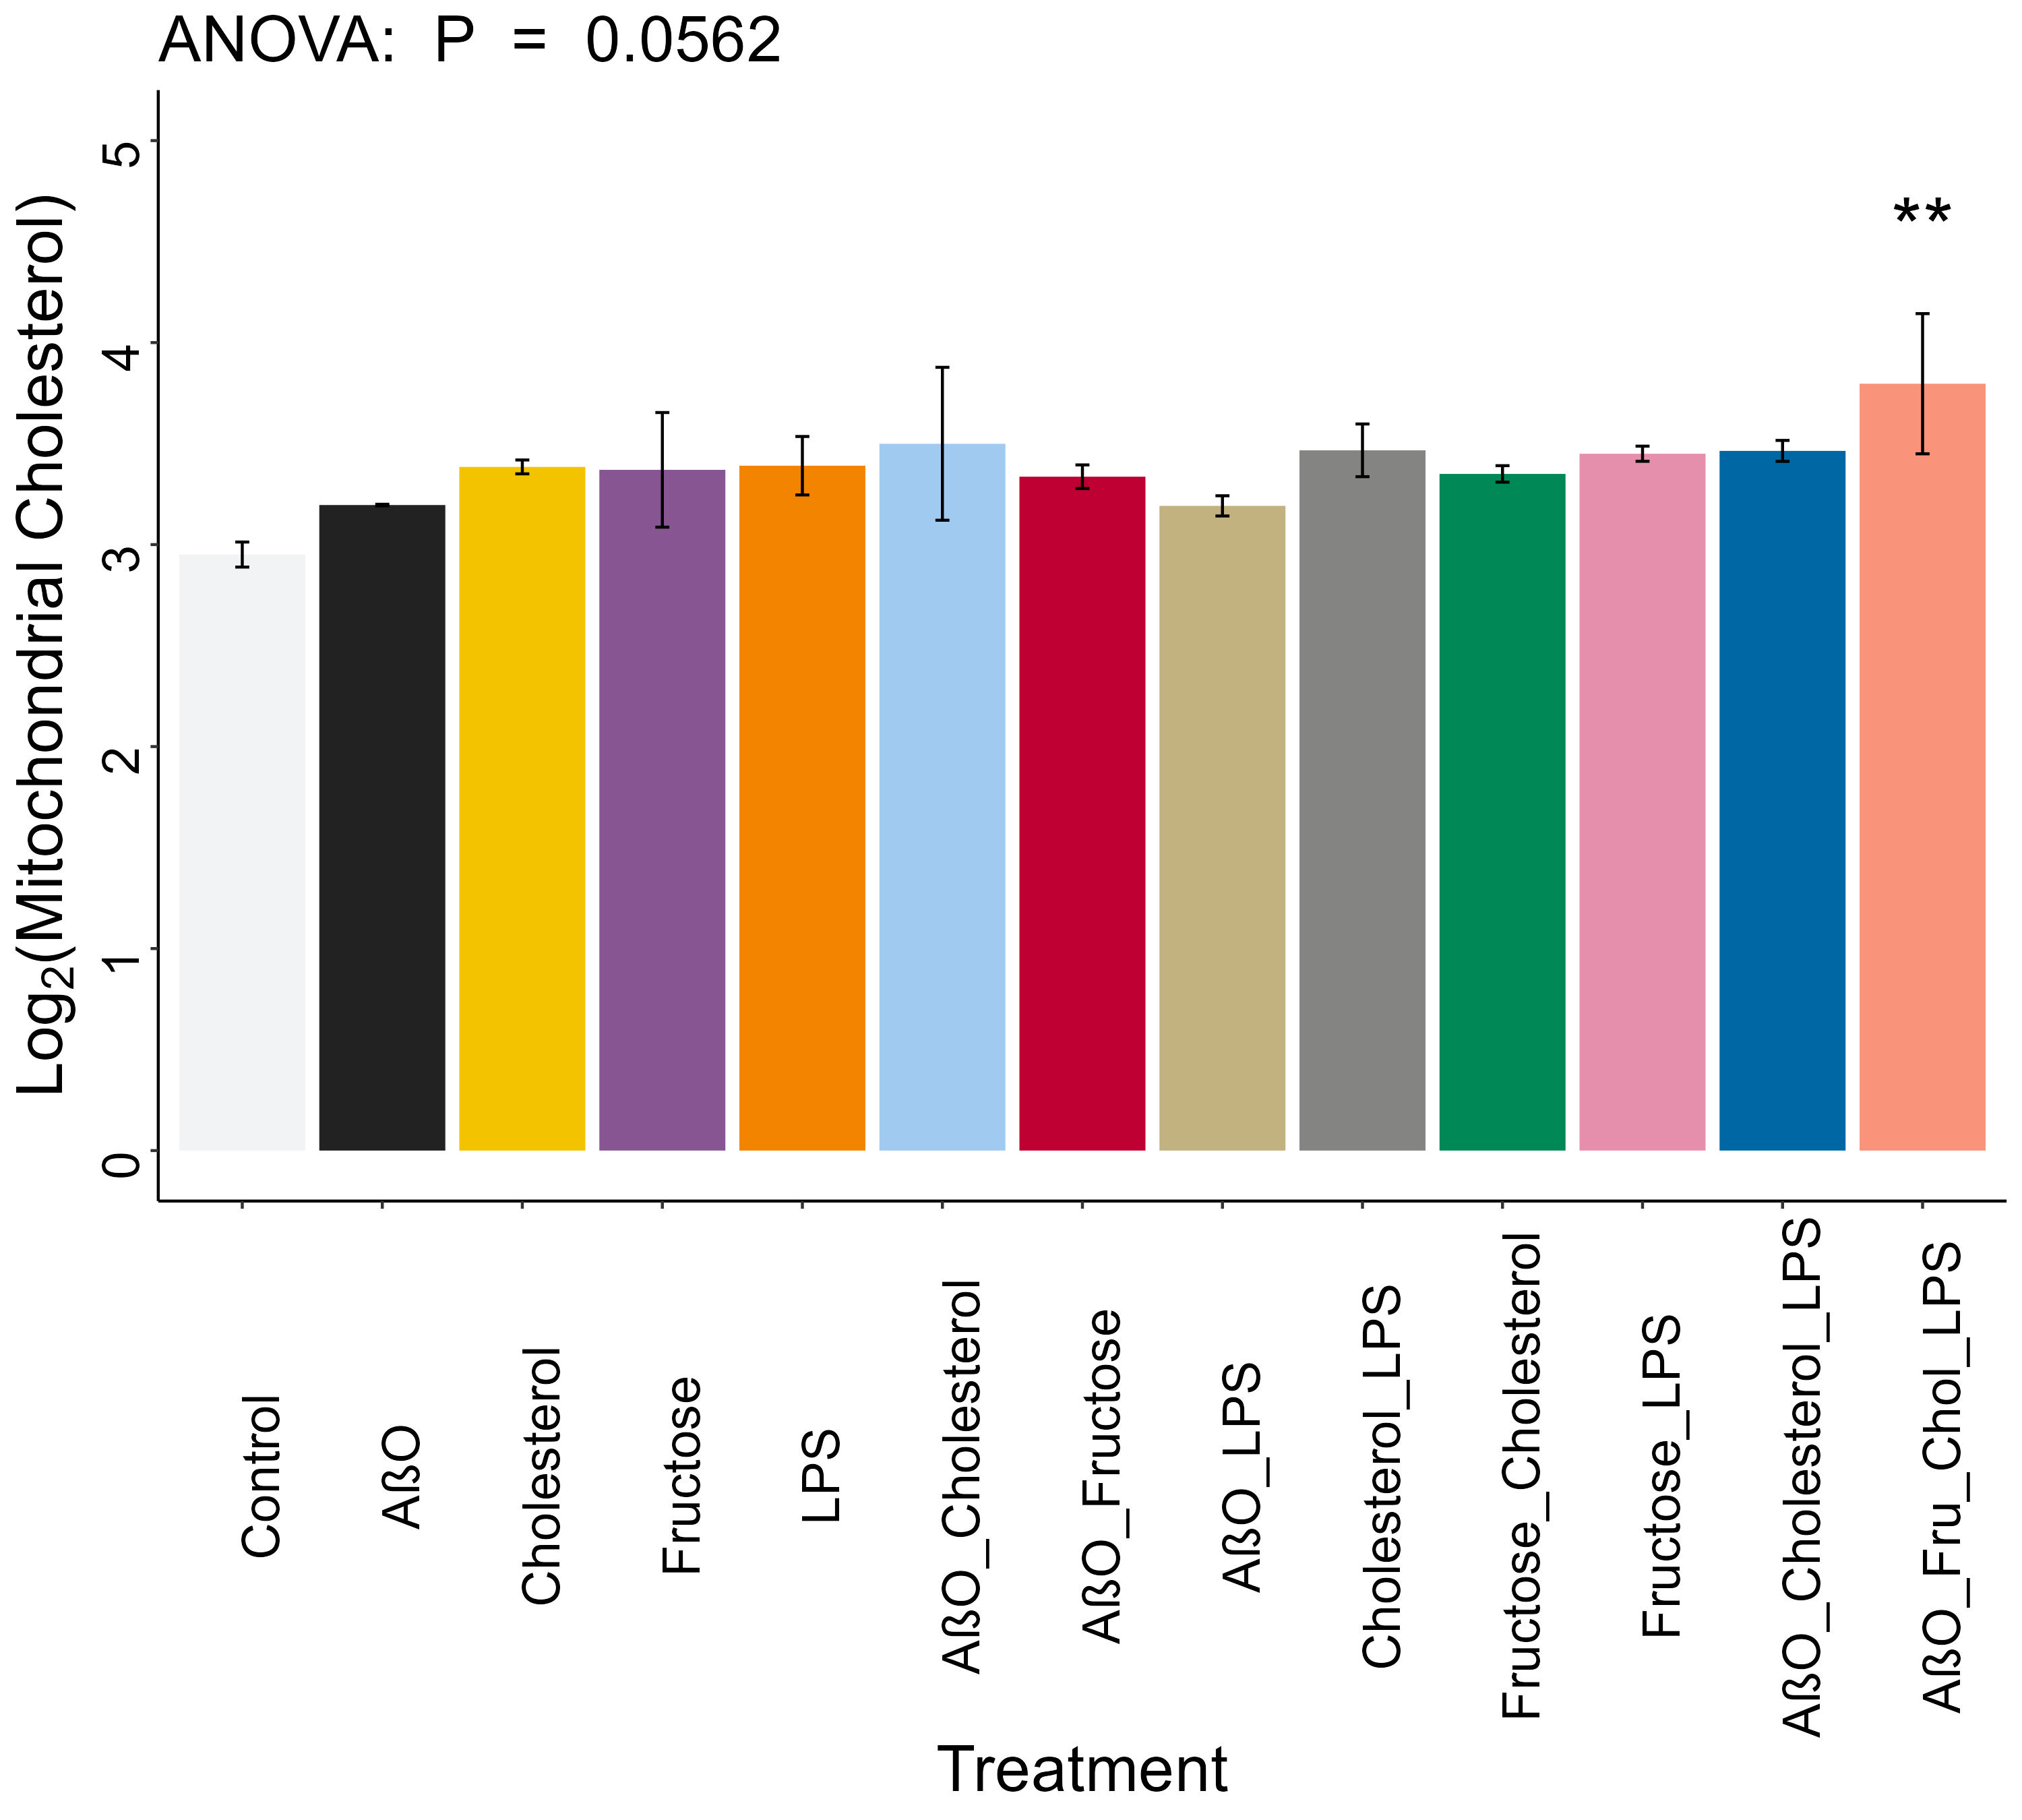 ANOVA: P = 0.0562
Log₂(Mitochondrial Cholesterol)
5
4
3
2
1
0
**
Control
AßO
Cholesterol
Fructose
LPS
AßO_Cholesterol
AßO_Fructose
AßO_LPS
Cholesterol_LPS
Fructose_Cholesterol
Fructose_LPS
AßO_Cholesterol_LPS
AßO_Fru_Chol_LPS
Treatment